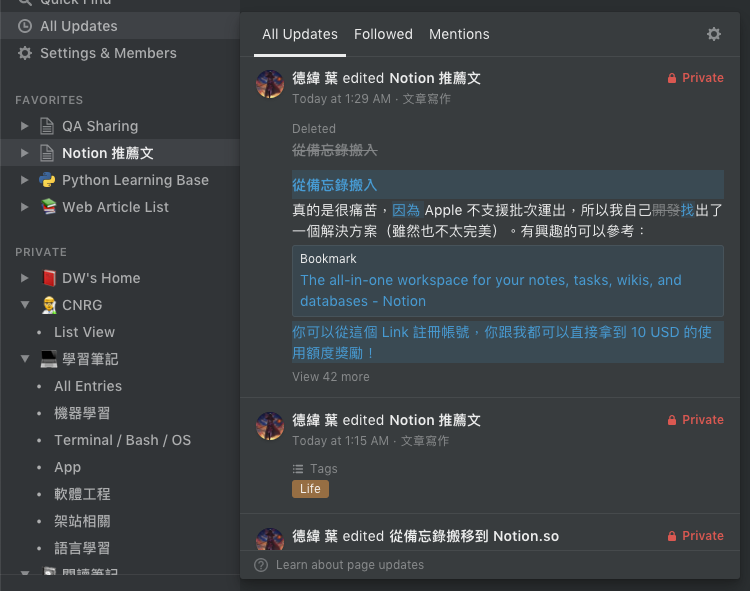 Quick Find
All Updates
Settings & Members
FAVORITES
QA Sharing
Notion 推薦文
Python Learning Base
Web Article List
PRIVATE
DW's Home
CNRG
List View
學習筆記
All Entries
機器學習
Terminal / Bash / OS
App
軟體工程
架站相關
語言學習
閱讀筆記
All Updates Followed Mentions
德緯 葉 edited Notion 推薦文 Private
Today at 1:29 AM · 文章寫作
Deleted
從備忘錄搬入
從備忘錄搬入
真的是很痛苦，因為 Apple 不支援批次運出，所以我自己開發找出了
一個解決方案（雖然也不太完美）。有興趣的可以參考：
Bookmark
The all-in-one workspace for your notes, tasks, wikis, and
databases - Notion
你可以從這個 Link 註冊帳號，你跟我都可以直接拿到 10 USD 的使
用額度獎勵！
View 42 more
德緯 葉 edited Notion 推薦文 Private
Today at 1:15 AM · 文章寫作
Tags
Life
德緯 葉 edited 從備忘錄搬移到 Notion.so Private
Learn about page updates